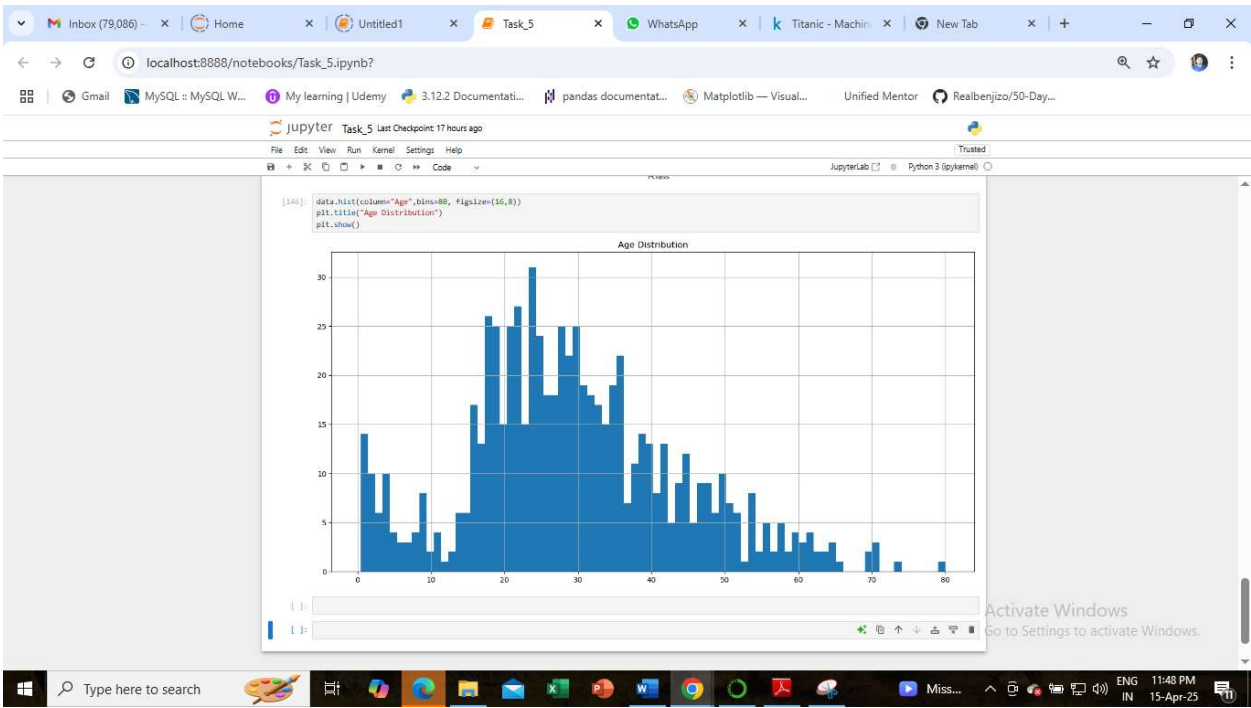 Inbox (79,086) -
Home
Untitled1
Task_5
WhatsApp
Titanic - Machin
New Tab
localhost:8888/notebooks/Task_5.ipynb?
Gmail
MySQL :: MySQL W...
My learning | Udemy
3.12.2 Documentati...
pandas documentat...
Matplotlib — Visual...
Unified Mentor
Realbenjizo/50-Day...
jupyter Task_5 Last Checkpoint: 17 hours ago
File Edit View Run Kernel Settings Help
Trusted
Code
JupyterLab
Python 3 (ipykernel)
Pclass
[146]:
data.hist(column="Age",bins=80, figsize=(16,8))
plt.title("Age Distribution")
plt.show()
Age Distribution
30
25
20
15
10
5
0
0 10 20 30 40 50 60 70 80
[ ]:
[ ]:
Activate Windows
Go to Settings to activate Windows.
Type here to search
Miss...
ENG 11:48 PM
IN 15-Apr-25
11